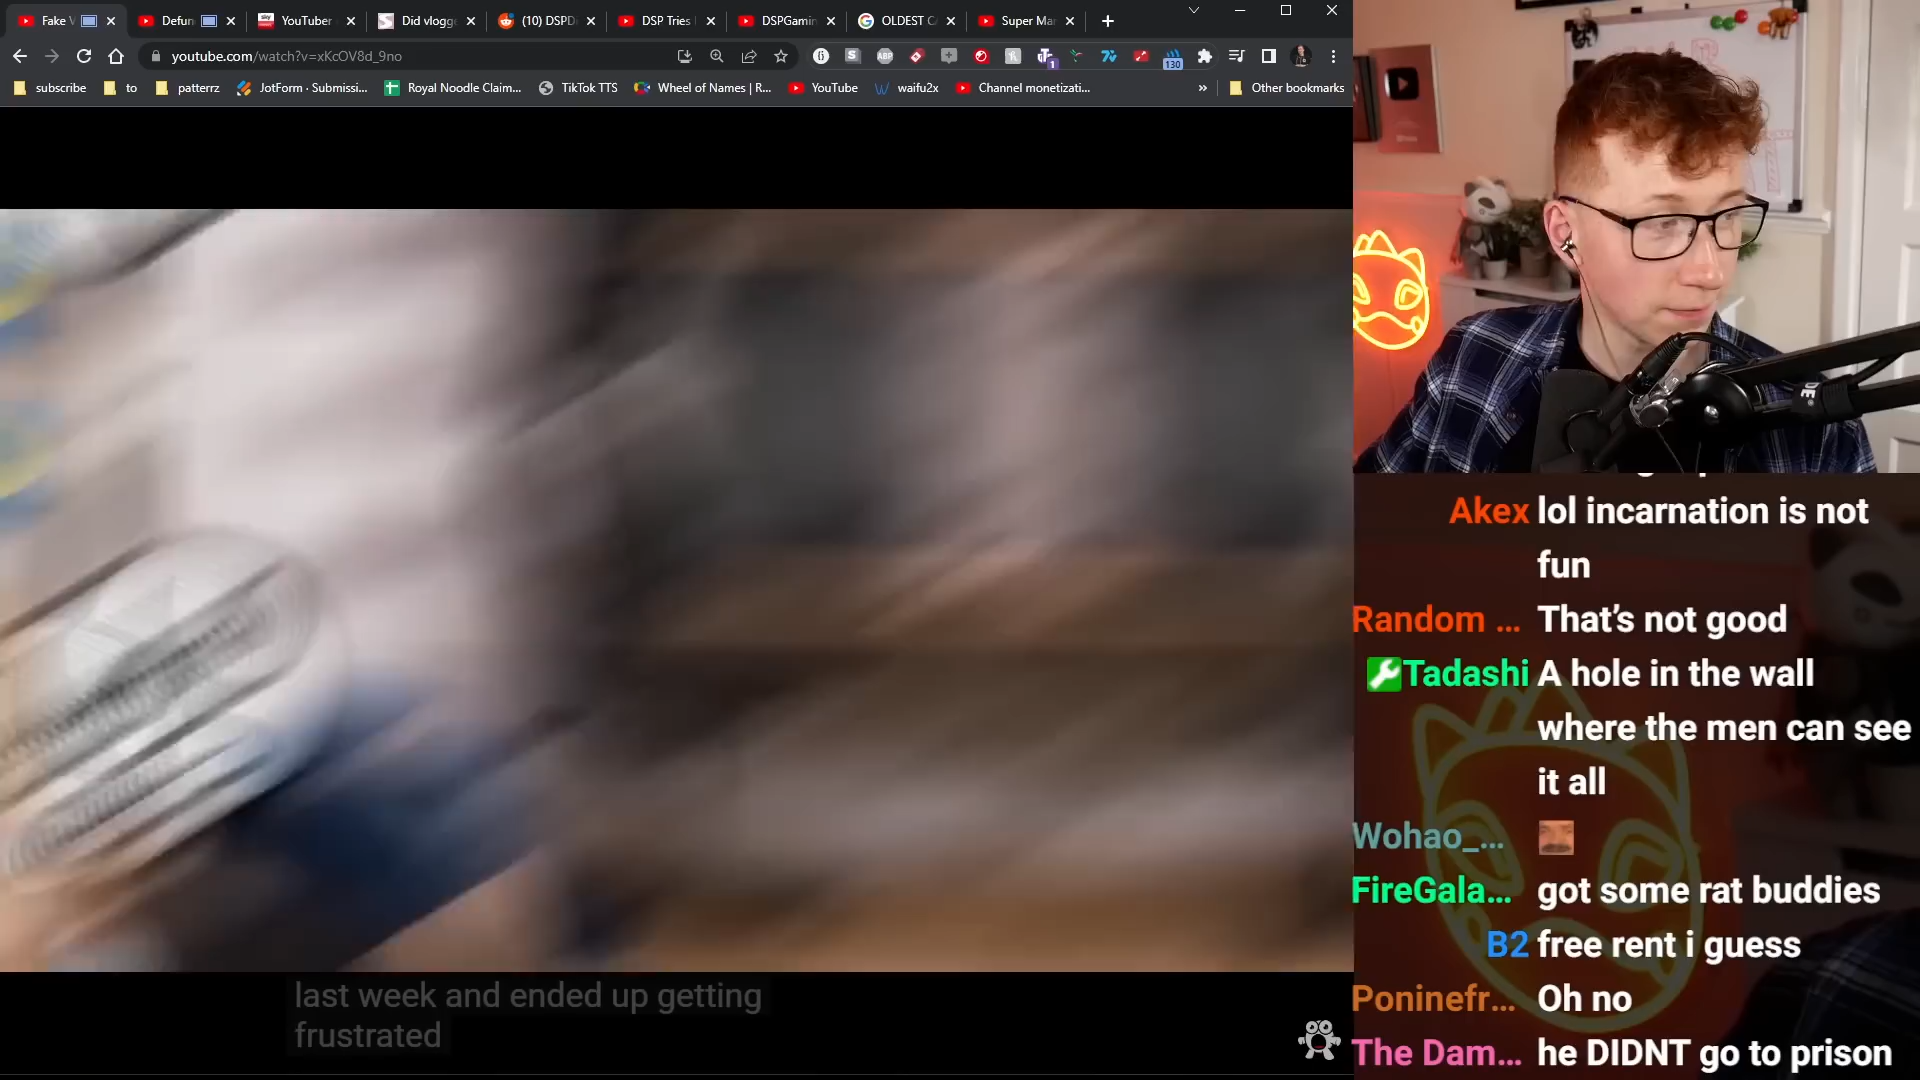 Fake V
Defun
YouTuber
Did vlogge
(10) DSPD
DSP Tries
DSPGamin
OLDEST C
Super Mar
youtube.com/watch?v=xKcOV8d_9no
1
130
subscribe
to
patterrz
JotForm · Submissi...
Royal Noodle Claim...
TikTok TTS
Wheel of Names | R...
YouTube
waifu2x
Channel monetizati...
»
Other bookmarks
last week and ended up getting
frustrated
Akex lol incarnation is not
fun
Random ... That's not good
Tadashi A hole in the wall
where the men can see
it all
Wohao_...
FireGala... got some rat buddies
B2 free rent i guess
Poninefr... Oh no
The Dam... he DIDNT go to prison